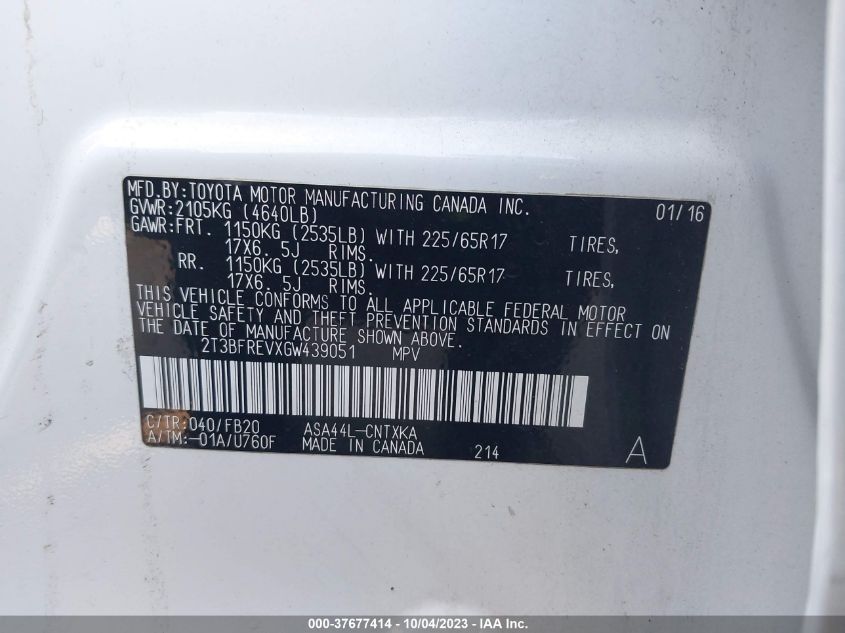 MFD.BY:TOYOTA MOTOR MANUFACTURING CANADA INC. 01/16
GVWR:2105KG (4640LB)
GAWR:FRT. 1150KG (2535LB) WITH 225/65R17 TIRES,
17X6. 5J RIMS.
RR. 1150KG (2535LB) WITH 225/65R17 TIRES,
17X6. 5J RIMS.
THIS VEHICLE CONFORMS TO ALL APPLICABLE FEDERAL MOTOR
VEHICLE SAFETY AND THEFT PREVENTION STANDARDS IN EFFECT ON
THE DATE OF MANUFACTURE SHOWN ABOVE.
2T3BFREVXGW439051 MPV
C/TR:040/FB20 ASA44L-CNTXKA
A/TM:-01A/U760F MADE IN CANADA 214 A
000-37677414 - 10/04/2023 - IAA Inc.